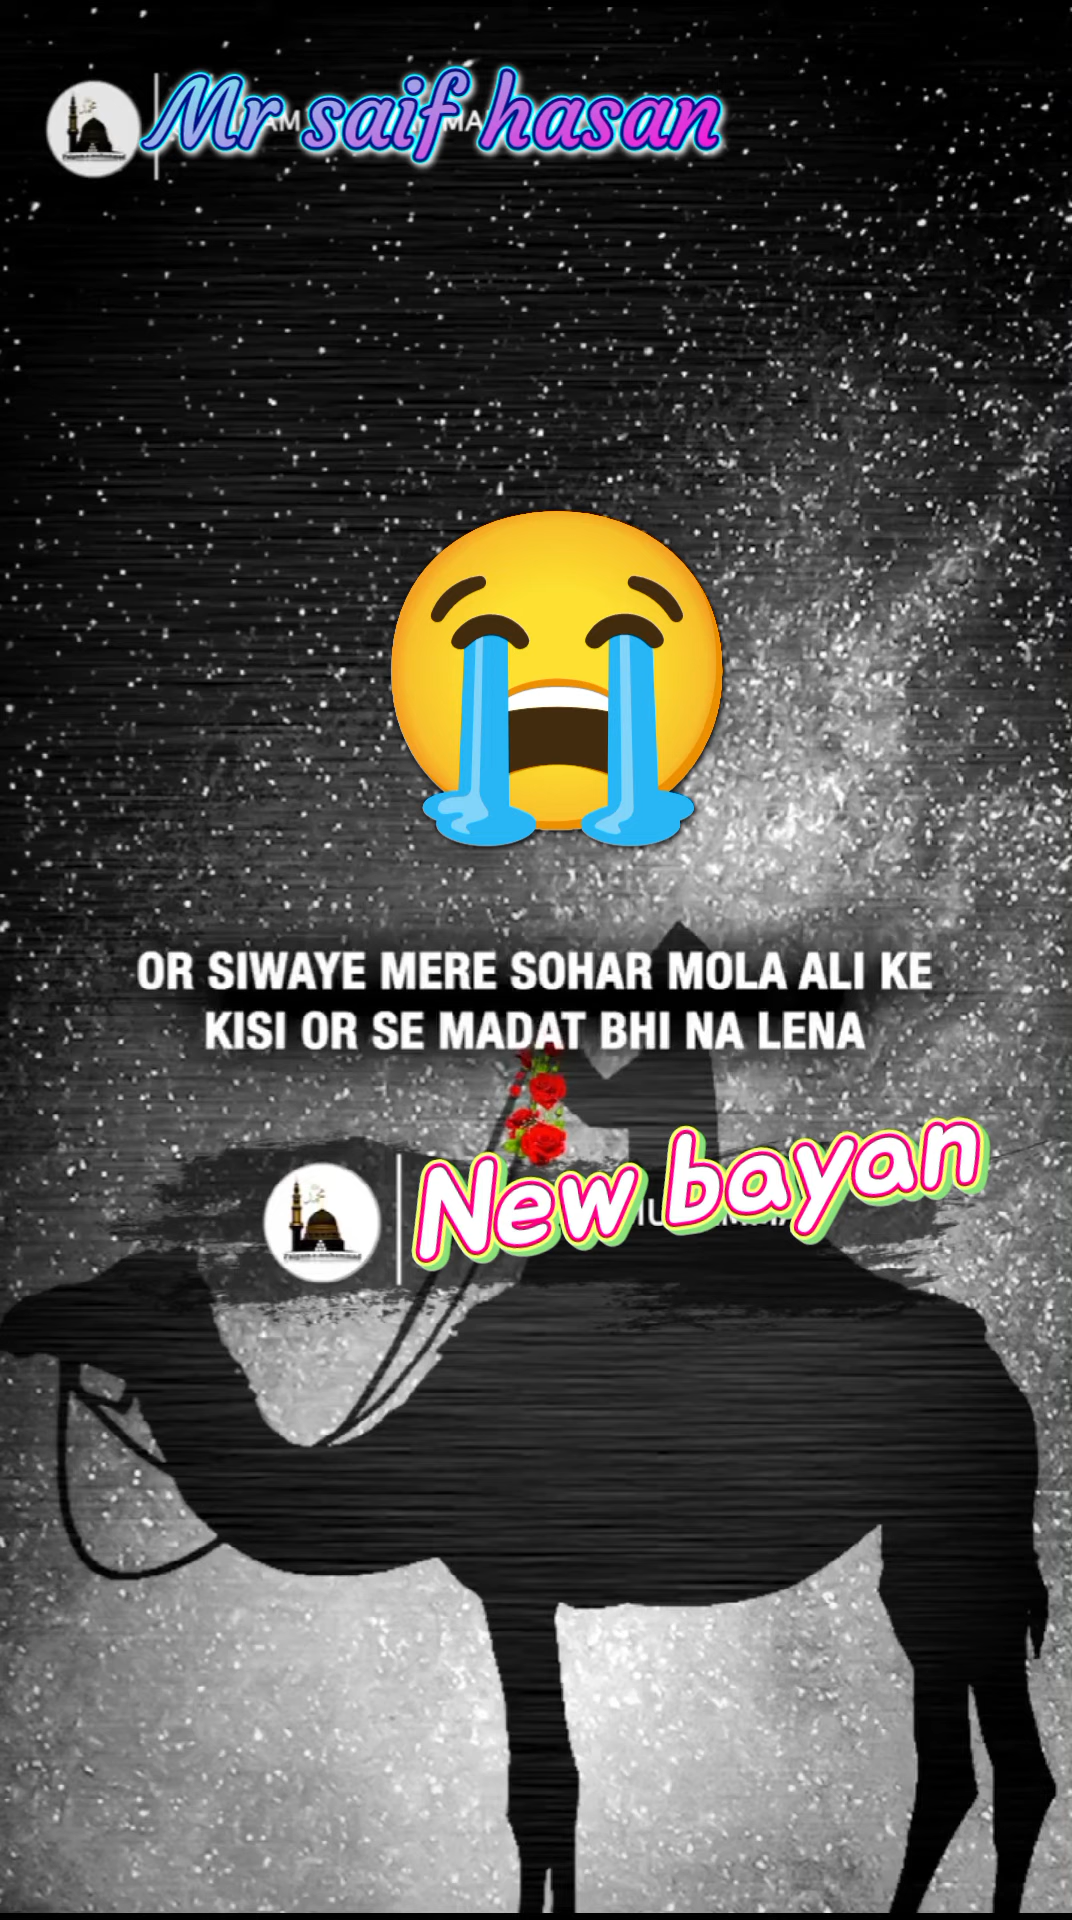 Mr saif hasan
OR SIWAYE MERE SOHAR MOLA ALI KE
KISI OR SE MADAT BHI NA LENA
New bayan